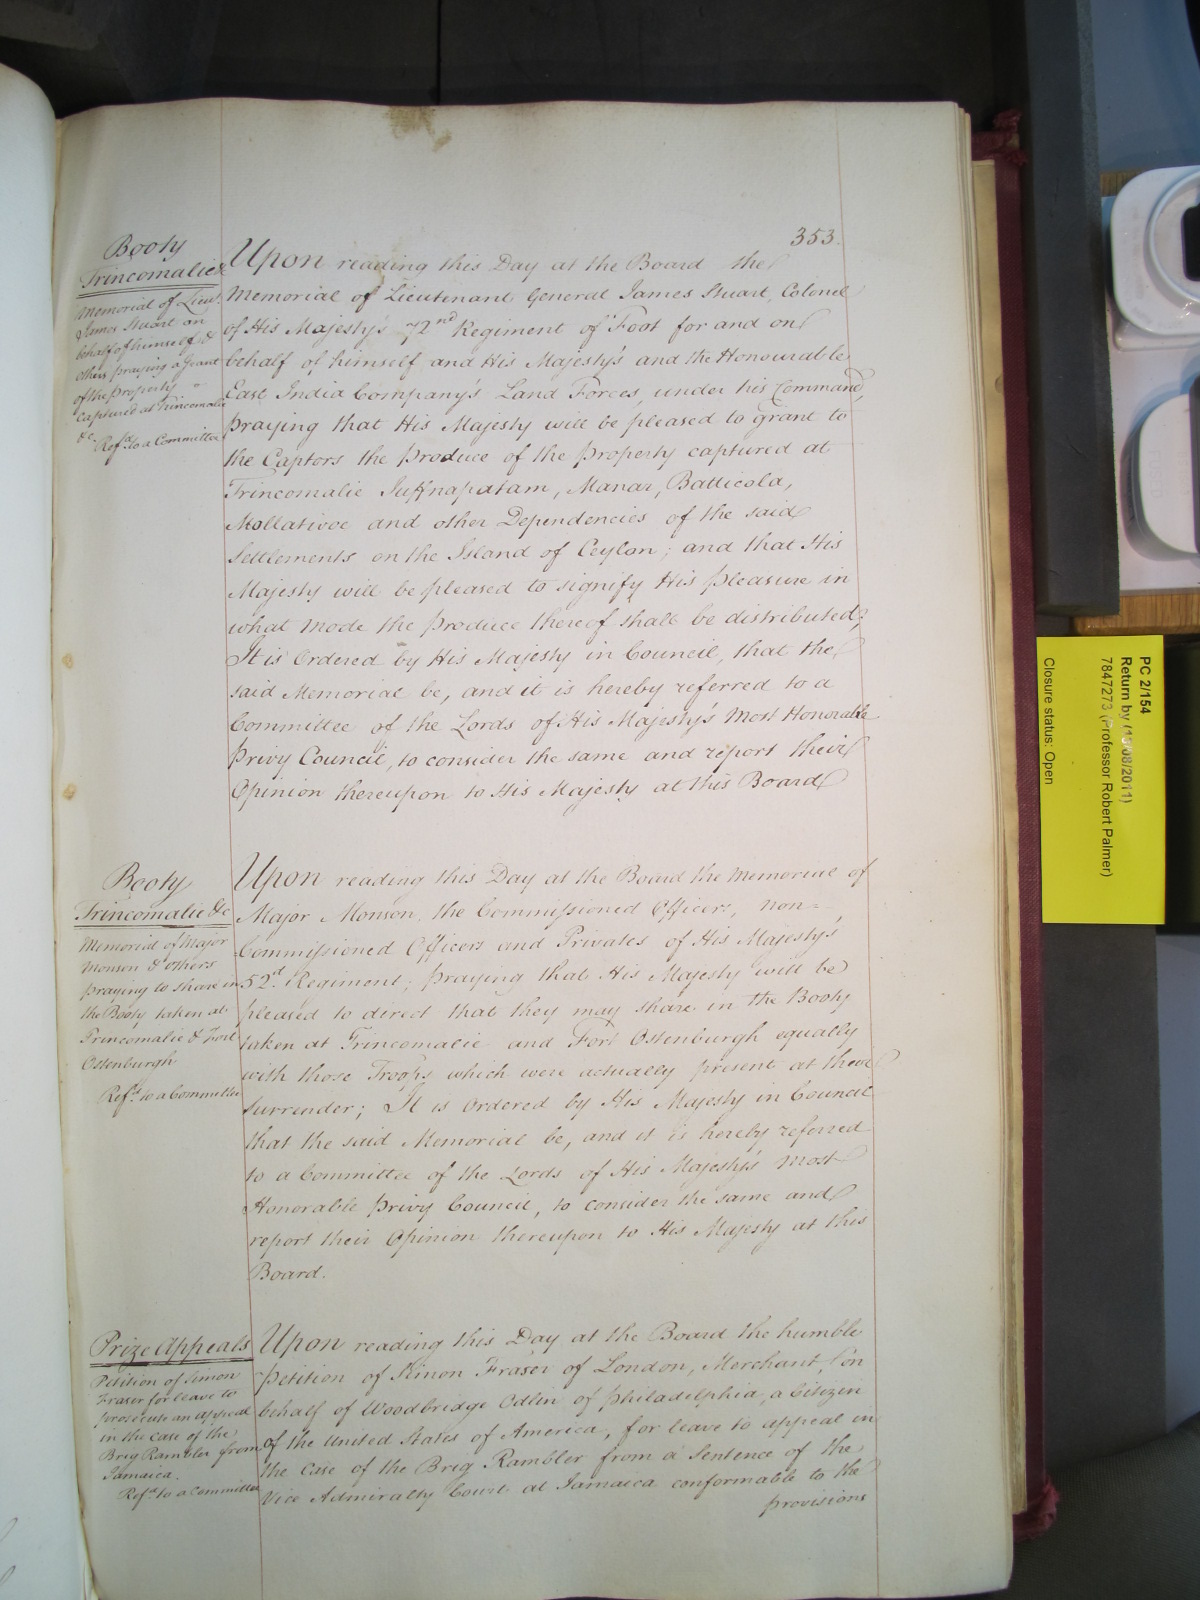 353.
Booty
Trincomalie &c
Memorial of Lieut.
James Stuart on
behalf of himself &
others praying a Grant
of the Property
captured at Trincomalie
&c.
Refd. to a Committee
Upon reading this Day at the Board the
Memorial of Lieutenant General James Stuart, Colonel
of His Majesty's 72nd Regiment of Foot for and on
behalf of himself and His Majesty's and the Honourable
East India Company's Land Forces, under his Command,
praying that His Majesty will be pleased to grant to
the Captors the produce of the property captured at
Trincomalie Jaffnapatam, Manar, Batticola,
Mollativoe and other Dependencies of the said
Settlements on the Island of Ceylon; and that His
Majesty will be pleased to signify His pleasure in
what mode the produce thereof shall be distributed;
It is Ordered by His Majesty in Council, that the
said Memorial be, and it is hereby referred to a
Committee of the Lords of His Majesty's Most Honorable
Privy Council, to consider the same and report their
Opinion thereupon to His Majesty at this Board
Booty
Trincomalie &c
Memorial of Major
Monson & others
praying to share in
the Booty taken at
Trincomalie & Fort
Ostenburgh
Refd. to a Committee
Upon reading this Day at the Board the Memorial of
Major Monson, the Commissioned Officers, non=
Commissioned Officers and Privates of His Majesty's
52d. Regiment; praying that His Majesty will be
pleased to direct that they may share in the Booty
taken at Trincomalie and Fort Ostenburgh equally
with those Troops which were actually present at their
Surrender; It is Ordered by His Majesty in Council
that the said Memorial be, and it is hereby referred
to a Committee of the Lords of His Majesty's Most
Honorable Privy Council, to consider the same and
report their Opinion thereupon to His Majesty at this
Board.
Prize Appeals
Petition of Simon
Fraser for leave to
prosecute an appeal
in the case of the
Brig Rambler from
Jamaica.
Refd. to a Committee
Upon reading this Day at the Board the humble
petition of Simon Fraser of London, Merchant, on
behalf of Woodbridge Odlin of Philadelphia, a Citizen
of the United States of America, for leave to appeal in
the Case of the Brig Rambler from a Sentence of the
Vice Admiralty Court at Jamaica conformable to the
provisions
PC 2/154
Return by (15/08/2011)
7847273 (Professor Robert Palmer)
Closure status: Open